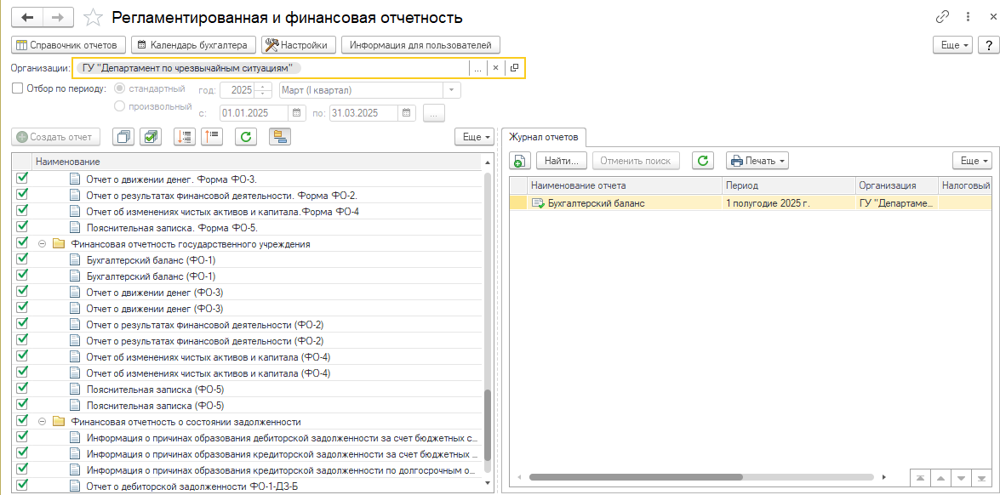 Регламентированная и финансовая отчетность
Справочник отчетов Календарь бухгалтера Настройки Информация для пользователей Еще ?
Организации: ГУ "Департамент по чрезвычайным ситуациям" ...
Отбор по периоду: стандартный год: 2025 Март (I квартал)
произвольный с: 01.01.2025 по: 31.03.2025 ...
Создать отчет Еще
Наименование
Отчет о движении денег. Форма ФО-3.
Отчет о результатах финансовой деятельности. Форма ФО-2.
Отчет об изменениях чистых активов и капитала.Форма ФО-4
Пояснительная записка. Форма ФО-5.
Финансовая отчетность государственного учреждения
Бухгалтерский баланс (ФО-1)
Бухгалтерский баланс (ФО-1)
Отчет о движении денег (ФО-3)
Отчет о движении денег (ФО-3)
Отчет о результатах финансовой деятельности (ФО-2)
Отчет о результатах финансовой деятельности (ФО-2)
Отчет об изменениях чистых активов и капитала (ФО-4)
Отчет об изменениях чистых активов и капитала (ФО-4)
Пояснительная записка (ФО-5)
Пояснительная записка (ФО-5)
Финансовая отчетность о состоянии задолженности
Информация о причинах образования дебиторской задолженности за счет бюджетных с...
Информация о причинах образования кредиторской задолженности за счет бюджетных ...
Информация о причинах образования кредиторской задолженности по долгосрочным о...
Отчет о дебиторской задолженности ФО-1-ДЗ-Б
Журнал отчетов
Найти... Отменить поиск Печать Еще
Наименование отчета Период Организация Налоговый
Бухгалтерский баланс 1 полугодие 2025 г. ГУ "Департаме...